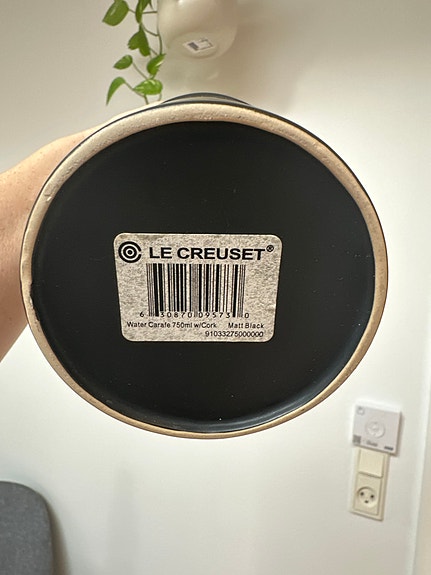 LE CREUSET®
6 30870 09573 0
Water Carafe 750ml w/Cork Matt Black
91033275000000